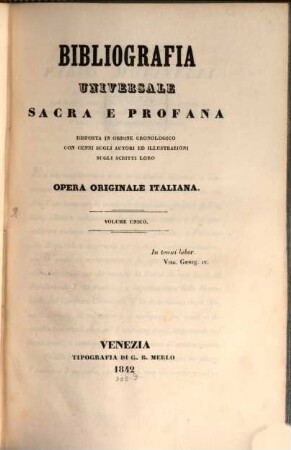 BIBLIOGRAFIA
UNIVERSALE
SACRA E PROFANA
DISPOSTA IN ORDINE CRONOLOGICO
CON CENNI SUGLI AUTORI ED ILLUSTRAZIONI
SUGLI SCRITTI LORO
OPERA ORIGINALE ITALIANA.
VOLUME UNICO.
In tenui labor.
VIRG. Georg. IV.
VENEZIA
TIPOGRAFIA DI G. B. MERLO
1842